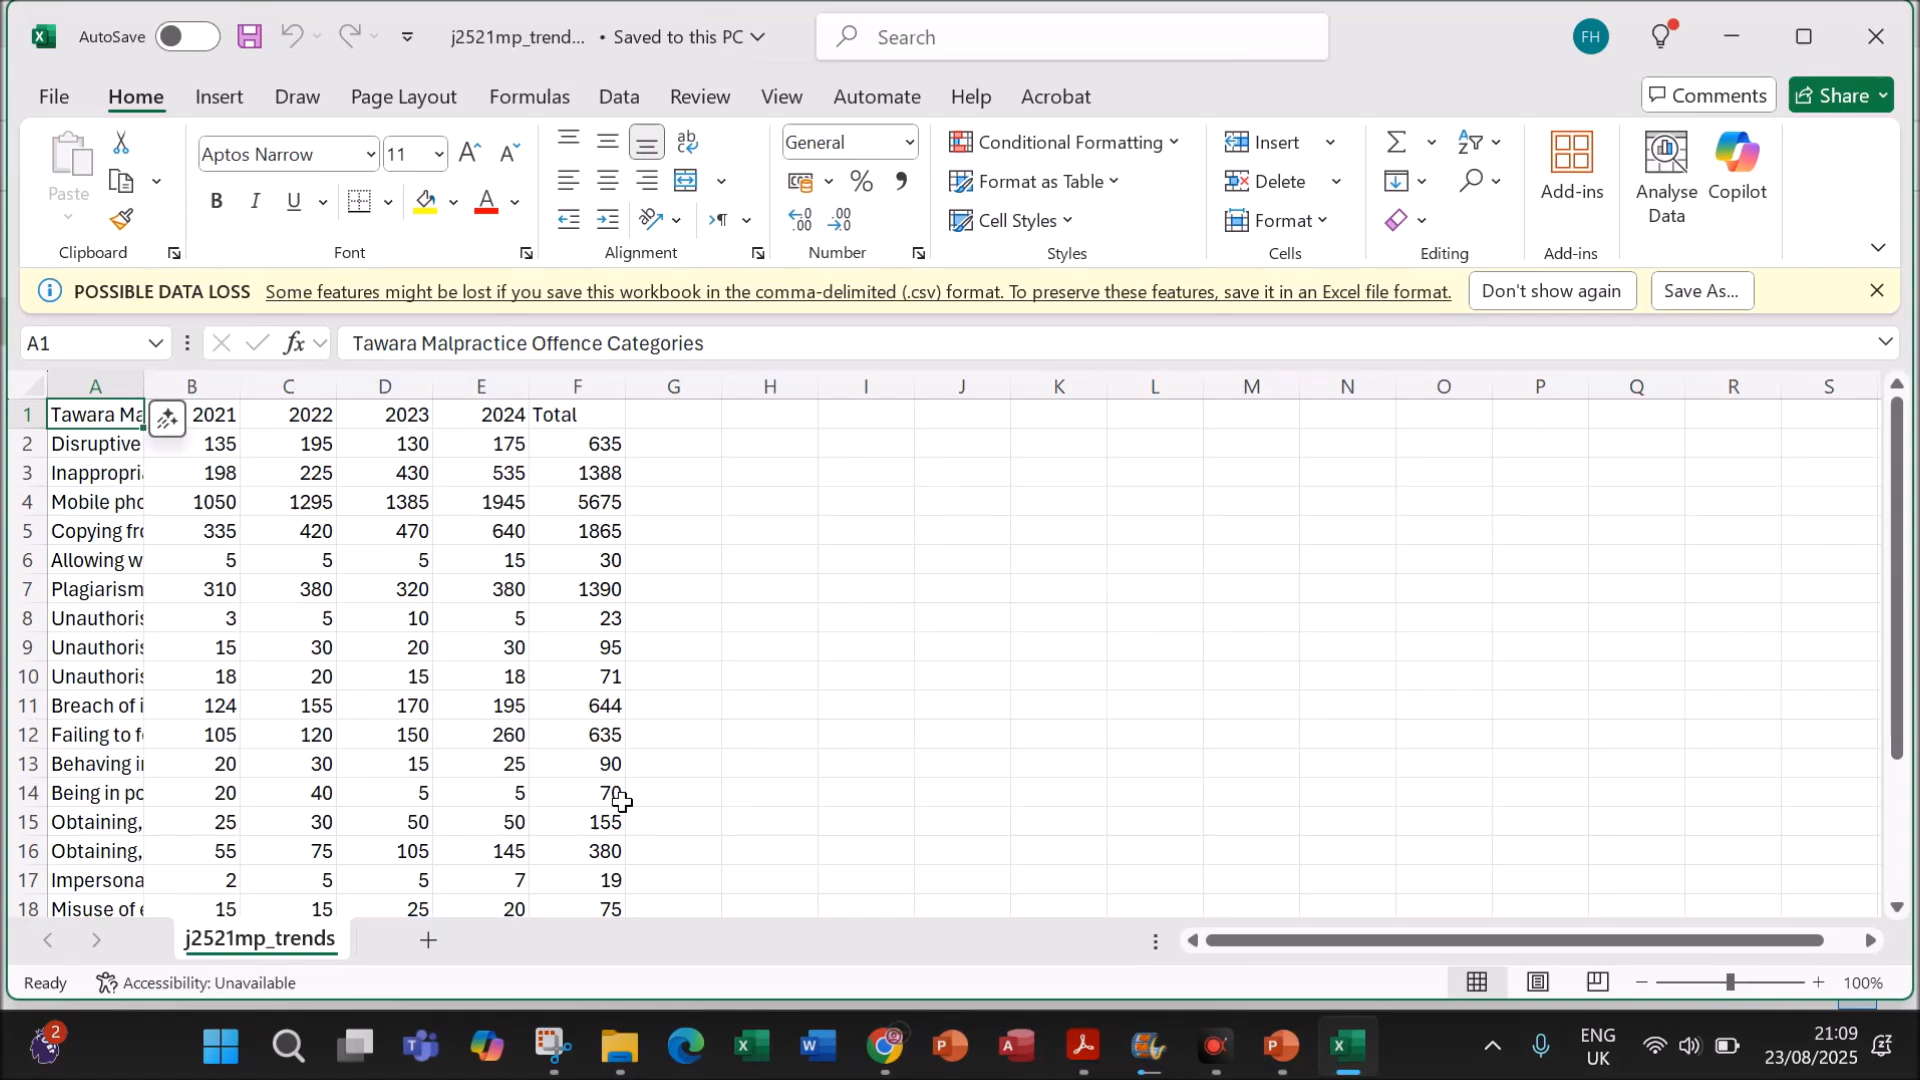 AutoSave
j2521mp_trend... • Saved to this PC
Search
FH
File Home Insert Draw Page Layout Formulas Data Review View Automate Help Acrobat
Comments
Share
Paste
Clipboard
Aptos Narrow 11
B I U
Font
ab
Alignment
General
% 9
Number
Conditional Formatting
Format as Table
Cell Styles
Styles
Insert
Delete
Format
Cells
Editing
Add-ins
Add-ins
Analyse Data
Copilot
POSSIBLE DATA LOSS Some features might be lost if you save this workbook in the comma-delimited (.csv) format. To preserve these features, save it in an Excel file format. Don't show again Save As...
A1 fx Tawara Malpractice Offence Categories
A B C D E F G H I J K L M N O P Q R S
1 Tawara Ma 2021 2022 2023 2024 Total
2 Disruptive 135 195 130 175 635
3 Inappropria 198 225 430 535 1388
4 Mobile pho 1050 1295 1385 1945 5675
5 Copying fro 335 420 470 640 1865
6 Allowing w 5 5 5 15 30
7 Plagiarism 310 380 320 380 1390
8 Unauthoris 3 5 10 5 23
9 Unauthoris 15 30 20 30 95
10 Unauthoris 18 20 15 18 71
11 Breach of i 124 155 170 195 644
12 Failing to fo 105 120 150 260 635
13 Behaving in 20 30 15 25 90
14 Being in po 20 40 5 5 70
15 Obtaining, 25 30 50 50 155
16 Obtaining, 55 75 105 145 380
17 Impersona 2 5 5 7 19
18 Misuse of e 15 15 25 20 75
j2521mp_trends
Ready Accessibility: Unavailable 100%
2
ENG
UK
21:09
23/08/2025